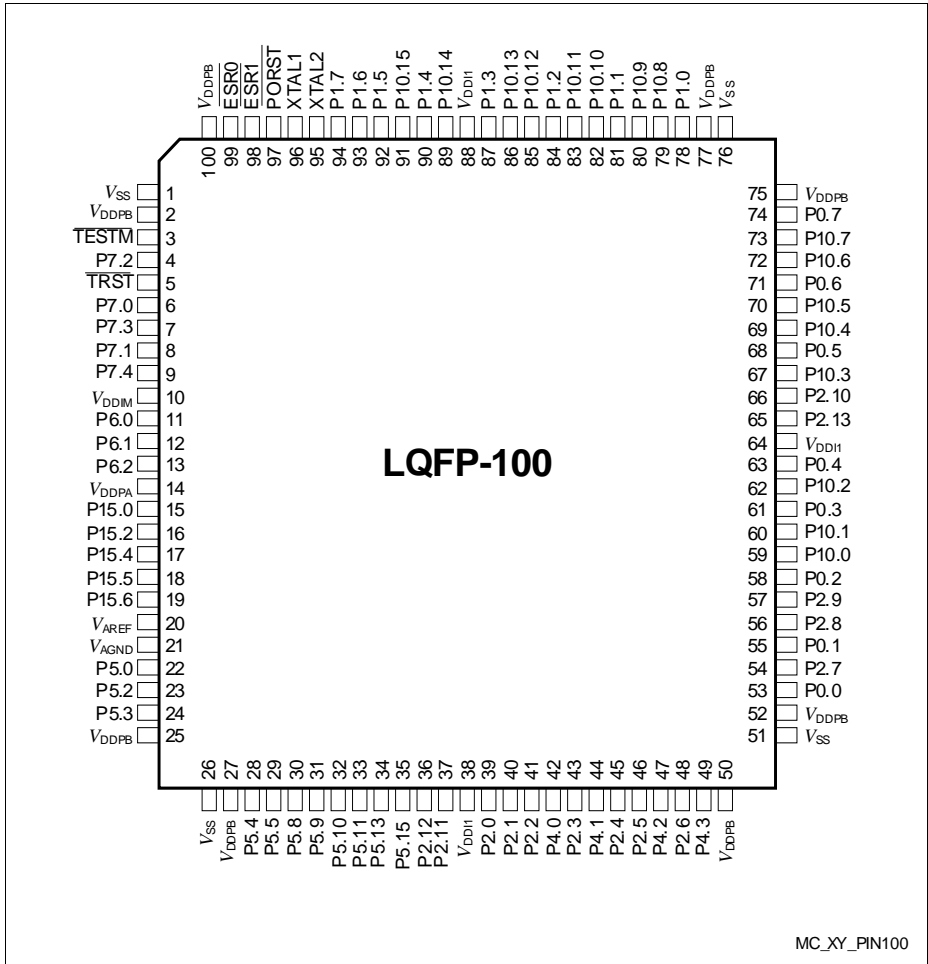 VDDPB
ESR0
ESR1
PORST
XTAL1
XTAL2
P1.7
P1.6
P1.5
P10.15
P1.4
P10.14
VDDI1
P1.3
P10.13
P10.12
P1.2
P10.11
P10.10
P1.1
P10.9
P10.8
P1.0
VDDPB
VSS
100
99
98
97
96
95
94
93
92
91
90
89
88
87
86
85
84
83
82
81
80
79
78
77
76
VSS 1
VDDPB 2
TESTM 3
P7.2 4
TRST 5
P7.0 6
P7.3 7
P7.1 8
P7.4 9
VDDIM 10
P6.0 11
P6.1 12
P6.2 13
VDDPA 14
P15.0 15
P15.2 16
P15.4 17
P15.5 18
P15.6 19
VAREF 20
VAGND 21
P5.0 22
P5.2 23
P5.3 24
VDDPB 25
LQFP-100
75 VDDPB
74 P0.7
73 P10.7
72 P10.6
71 P0.6
70 P10.5
69 P10.4
68 P0.5
67 P10.3
66 P2.10
65 P2.13
64 VDDI1
63 P0.4
62 P10.2
61 P0.3
60 P10.1
59 P10.0
58 P0.2
57 P2.9
56 P2.8
55 P0.1
54 P2.7
53 P0.0
52 VDDPB
51 VSS
26
27
28
29
30
31
32
33
34
35
36
37
38
39
40
41
42
43
44
45
46
47
48
49
50
VSS
VDDPB
P5.4
P5.5
P5.8
P5.9
P5.10
P5.11
P5.13
P5.15
P2.12
P2.11
VDDI1
P2.0
P2.1
P2.2
P4.0
P2.3
P4.1
P2.4
P2.5
P4.2
P2.6
P4.3
VDDPB
MC_XY_PIN100